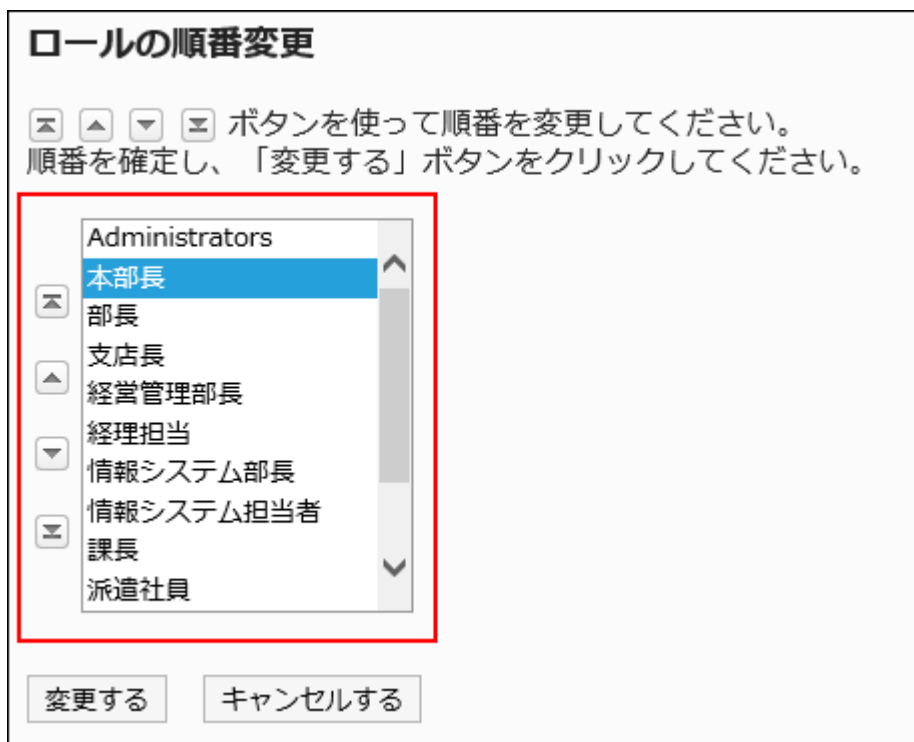 ロールの順番変更
ボタンを使って順番を変更してください。
順番を確定し、「変更する」ボタンをクリックしてください。
Administrators
本部長
部長
支店長
経営管理部長
経理担当
情報システム部長
情報システム担当者
課長
派遣社員
変更する キャンセルする